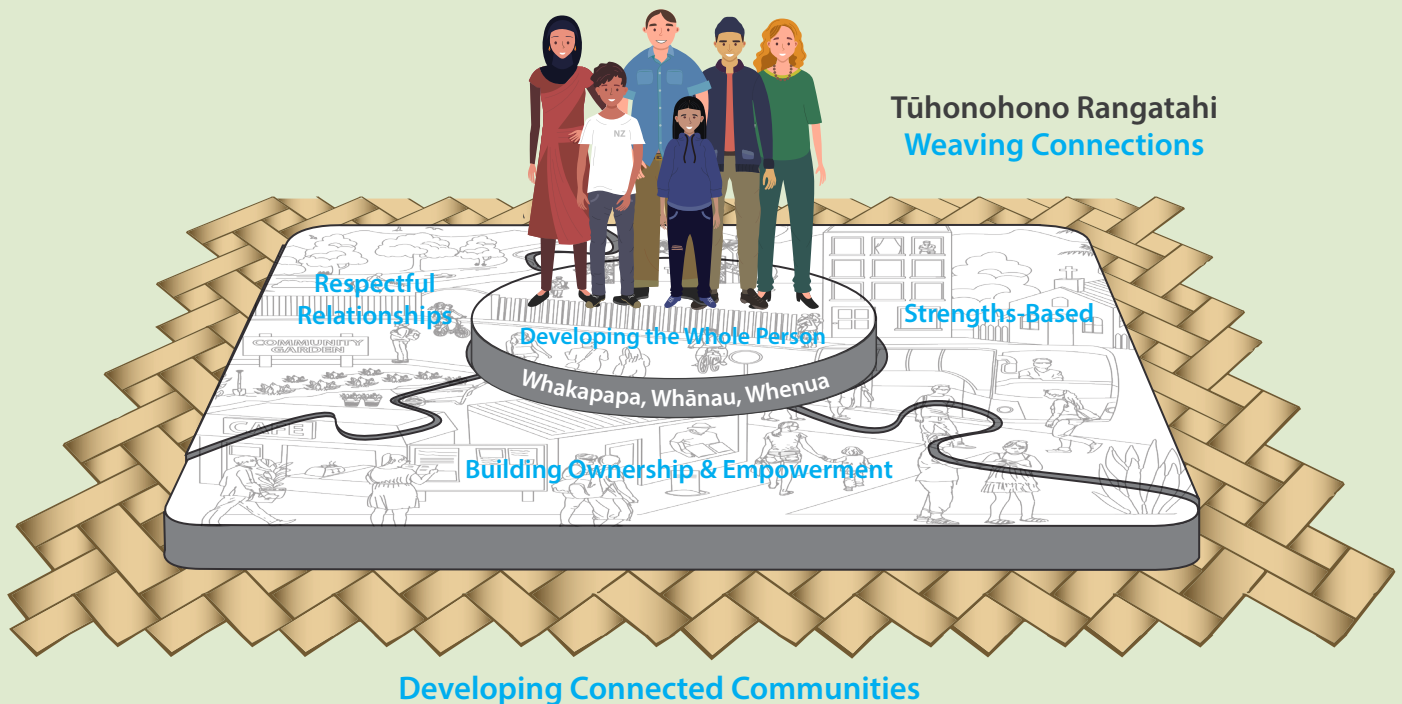 Tūhonohono Rangatahi
Weaving Connections
NZ
Respectful
Relationships
Strengths-Based
COMMUNITY
GARDEN
Developing the Whole Person
Whakapapa, Whānau, Whenua
CAFE
Building Ownership & Empowerment
Developing Connected Communities